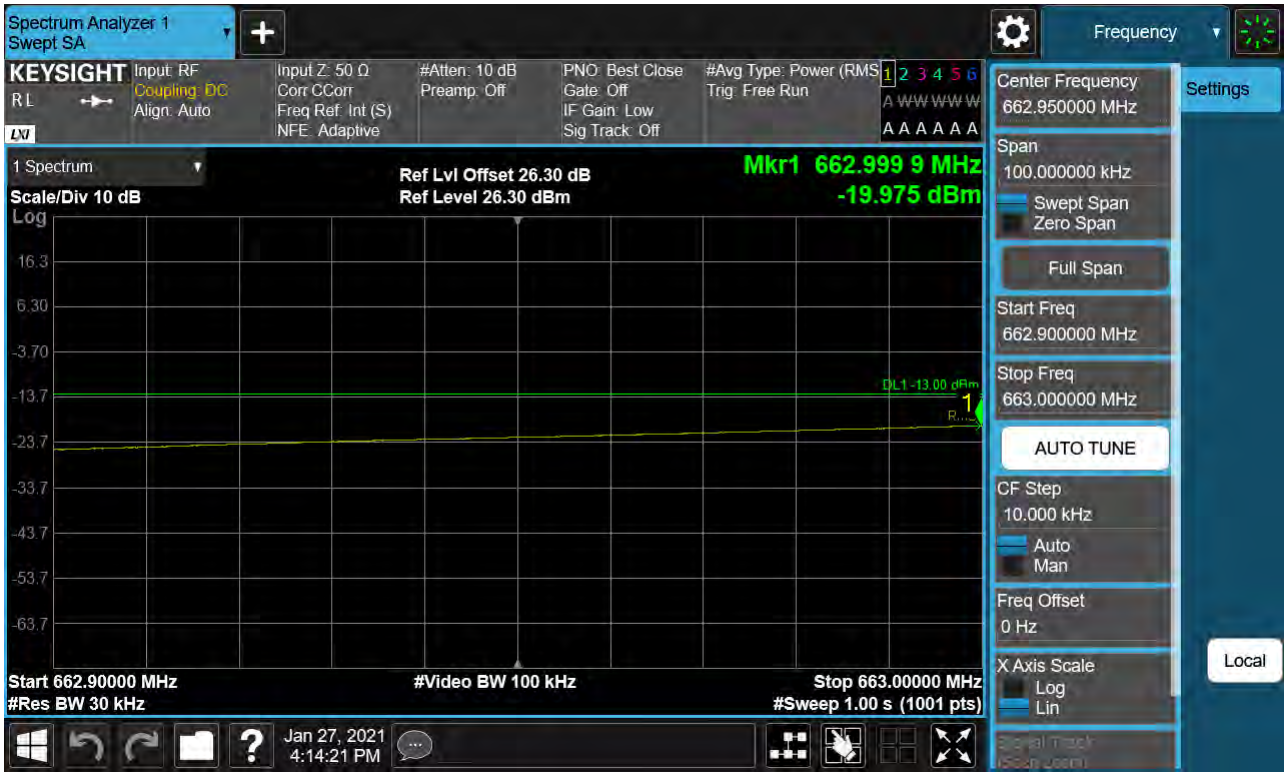 Spectrum Analyzer 1
Swept SA
Frequency
KEYSIGHT
RL
LXI
Input: RF
Coupling: DC
Align: Auto
Input Z: 50 Ω
Corr CCorr
Freq Ref: Int (S)
NFE: Adaptive
#Atten: 10 dB
Preamp: Off
PNO: Best Close
Gate: Off
IF Gain: Low
Sig Track: Off
#Avg Type: Power (RMS
Trig: Free Run
1 2 3 4 5 6
A W W W W W
A A A A A A
1 Spectrum
Scale/Div 10 dB
Log
Ref Lvl Offset 26.30 dB
Ref Level 26.30 dBm
Mkr1 662.999 9 MHz
-19.975 dBm
16.3
6.30
-3.70
-13.7
-23.7
-33.7
-43.7
-53.7
-63.7
DL1 -13.00 dBm
1
Start 662.90000 MHz
#Res BW 30 kHz
#Video BW 100 kHz
Stop 663.00000 MHz
#Sweep 1.00 s (1001 pts)
Center Frequency
662.950000 MHz
Span
100.000000 kHz
Swept Span
Zero Span
Full Span
Start Freq
662.900000 MHz
Stop Freq
663.000000 MHz
AUTO TUNE
CF Step
10.000 kHz
Auto
Man
Freq Offset
0 Hz
X Axis Scale
Log
Lin
Signal Track
(Span Zoom)
Settings
Local
?
Jan 27, 2021
4:14:21 PM